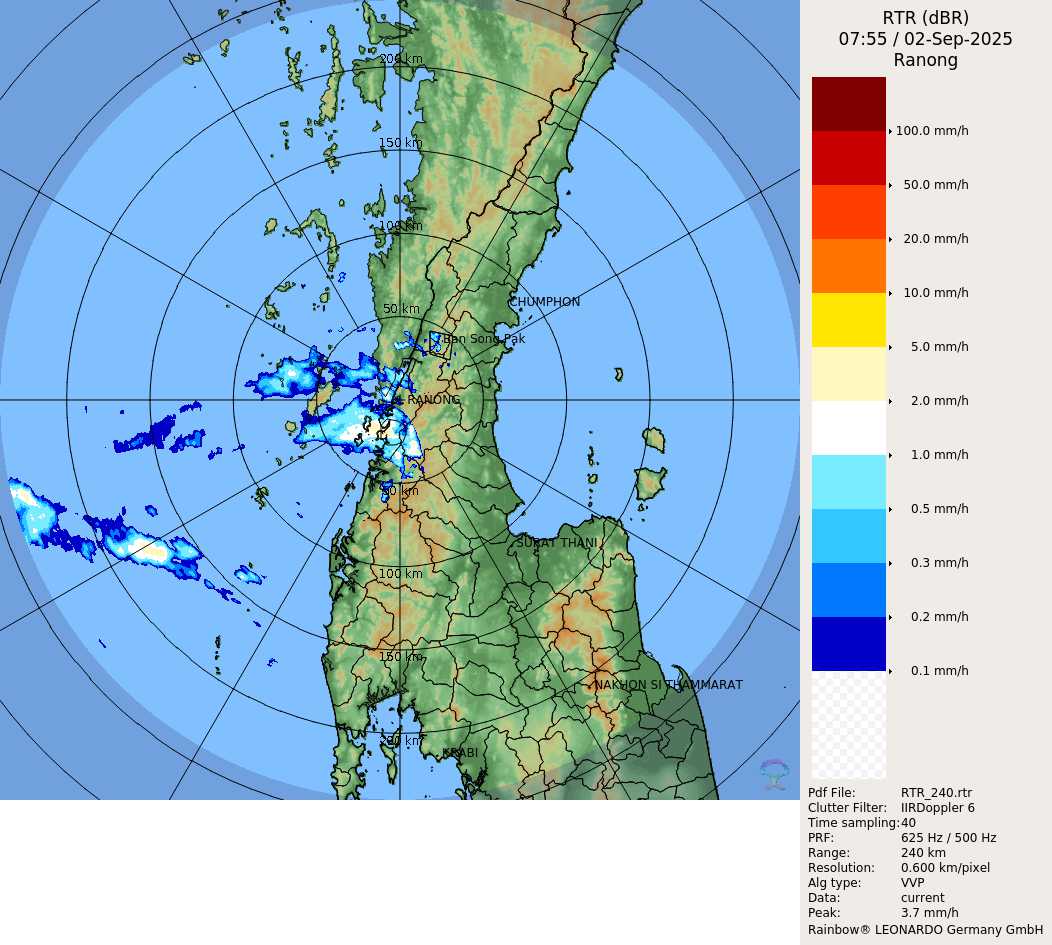 RTR (dBR)
07:55 / 02-Sep-2025
Ranong
200 km
150 km
100 km
50 km
CHUMPHON
Ban Song Pak
RANONG
50 km
SURAT THANI
100 km
150 km
NAKHON SI THAMMARAT
200 km
KRABI
100.0 mm/h
50.0 mm/h
20.0 mm/h
10.0 mm/h
5.0 mm/h
2.0 mm/h
1.0 mm/h
0.5 mm/h
0.3 mm/h
0.2 mm/h
0.1 mm/h
Pdf File: RTR_240.rtr
Clutter Filter: IIRDoppler 6
Time sampling:40
PRF: 625 Hz / 500 Hz
Range: 240 km
Resolution: 0.600 km/pixel
Alg type: VVP
Data: current
Peak: 3.7 mm/h
Rainbow® LEONARDO Germany GmbH